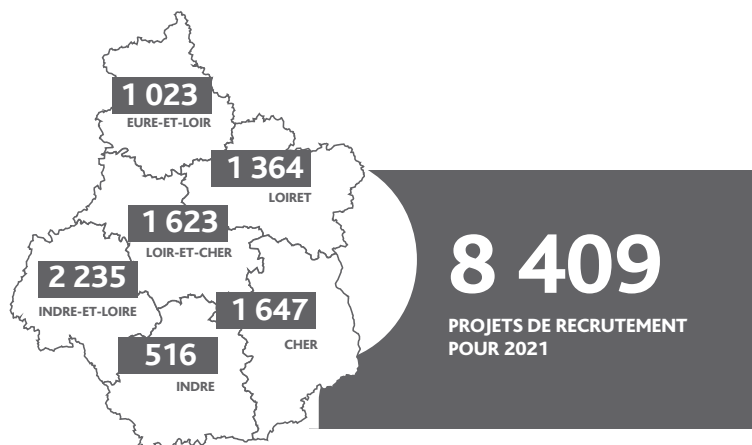 1 023
EURE-ET-LOIR
1 364
LOIRET
1 623
LOIR-ET-CHER
2 235
INDRE-ET-LOIRE
1 647
CHER
516
INDRE
8 409
PROJETS DE RECRUTEMENT
POUR 2021